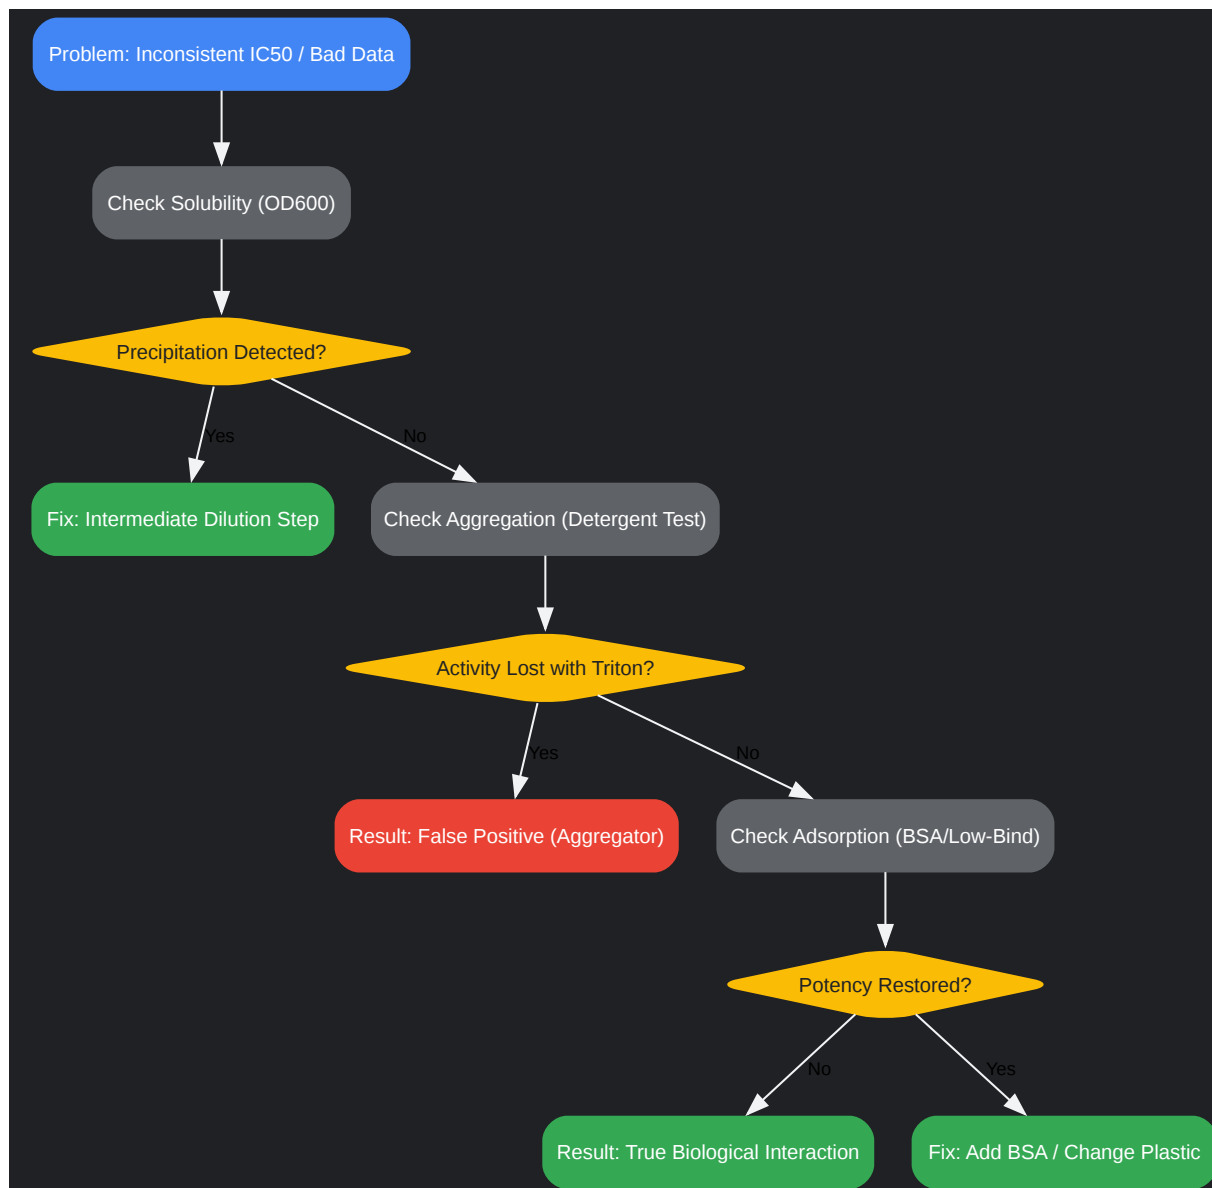 Problem: Inconsistent IC50 / Bad Data
Check Solubility (OD600)
Precipitation Detected?
Yes
No
Fix: Intermediate Dilution Step
Check Aggregation (Detergent Test)
Activity Lost with Triton?
Yes
No
Result: False Positive (Aggregator)
Check Adsorption (BSA/Low-Bind)
Potency Restored?
No
Yes
Result: True Biological Interaction
Fix: Add BSA / Change Plastic